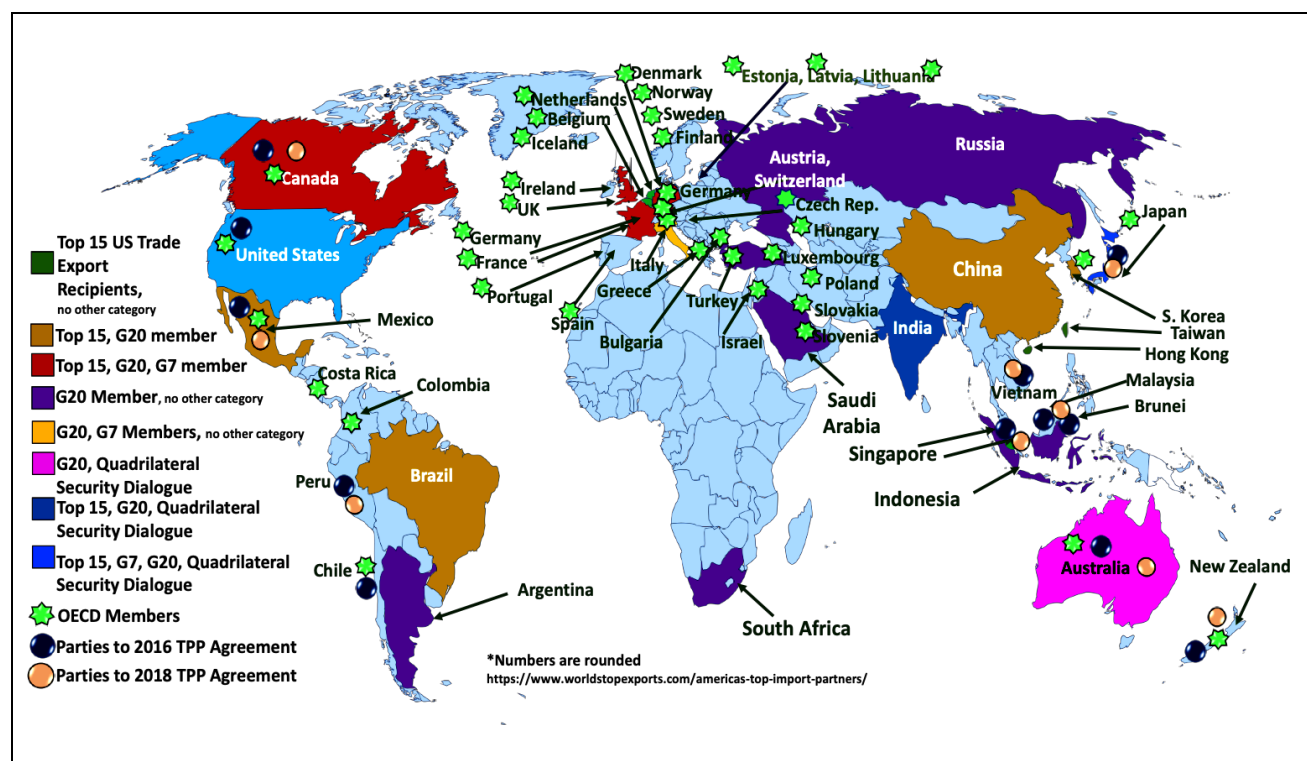 Denmark
Estonia, Latvia, Lithuania
Netherlands
Norway
Belgium
Sweden
Iceland
Finland
Russia
Austria,
Switzerland
Canada
Ireland
Germany
UK
Czech Rep.
Japan
Germany
Hungary
United States
France
Italy
Luxembourg
China
Portugal
Greece
Turkey
Poland
Mexico
Spain
Bulgaria
Israel
Slovakia
Slovenia
India
S. Korea
Taiwan
Hong Kong
Costa Rica
Colombia
Saudi
Arabia
Vietnam
Malaysia
Brunei
Singapore
Indonesia
Peru
Brazil
Chile
Argentina
South Africa
Australia
New Zealand
Top 15 US Trade
Export
Recipients,
no other category
Top 15, G20 member
Top 15, G20, G7 member
G20 Member, no other category
G20, G7 Members, no other category
G20, Quadrilateral
Security Dialogue
Top 15, G20, Quadrilateral
Security Dialogue
Top 15, G7, G20, Quadrilateral
Security Dialogue
OECD Members
Parties to 2016 TPP Agreement
Parties to 2018 TPP Agreement
*Numbers are rounded
https://www.worldstopexports.com/americas-top-import-partners/